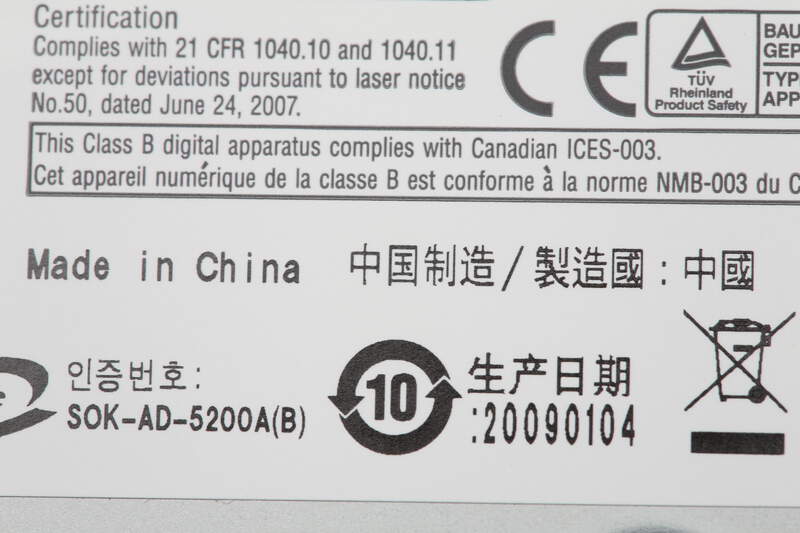 Certification
Complies with 21 CFR 1040.10 and 1040.11
except for deviations pursuant to laser notice
No.50, dated June 24, 2007.
CE
TÜV
Rheinland
Product Safety
BAU
GEP
TYP
APP
This Class B digital apparatus complies with Canadian ICES-003.
Cet appareil numérique de la classe B est conforme à la norme NMB-003 du C
Made in China 中国制造/製造國:中國
인증번호:
SOK-AD-5200A(B)
10
生产日期
:20090104